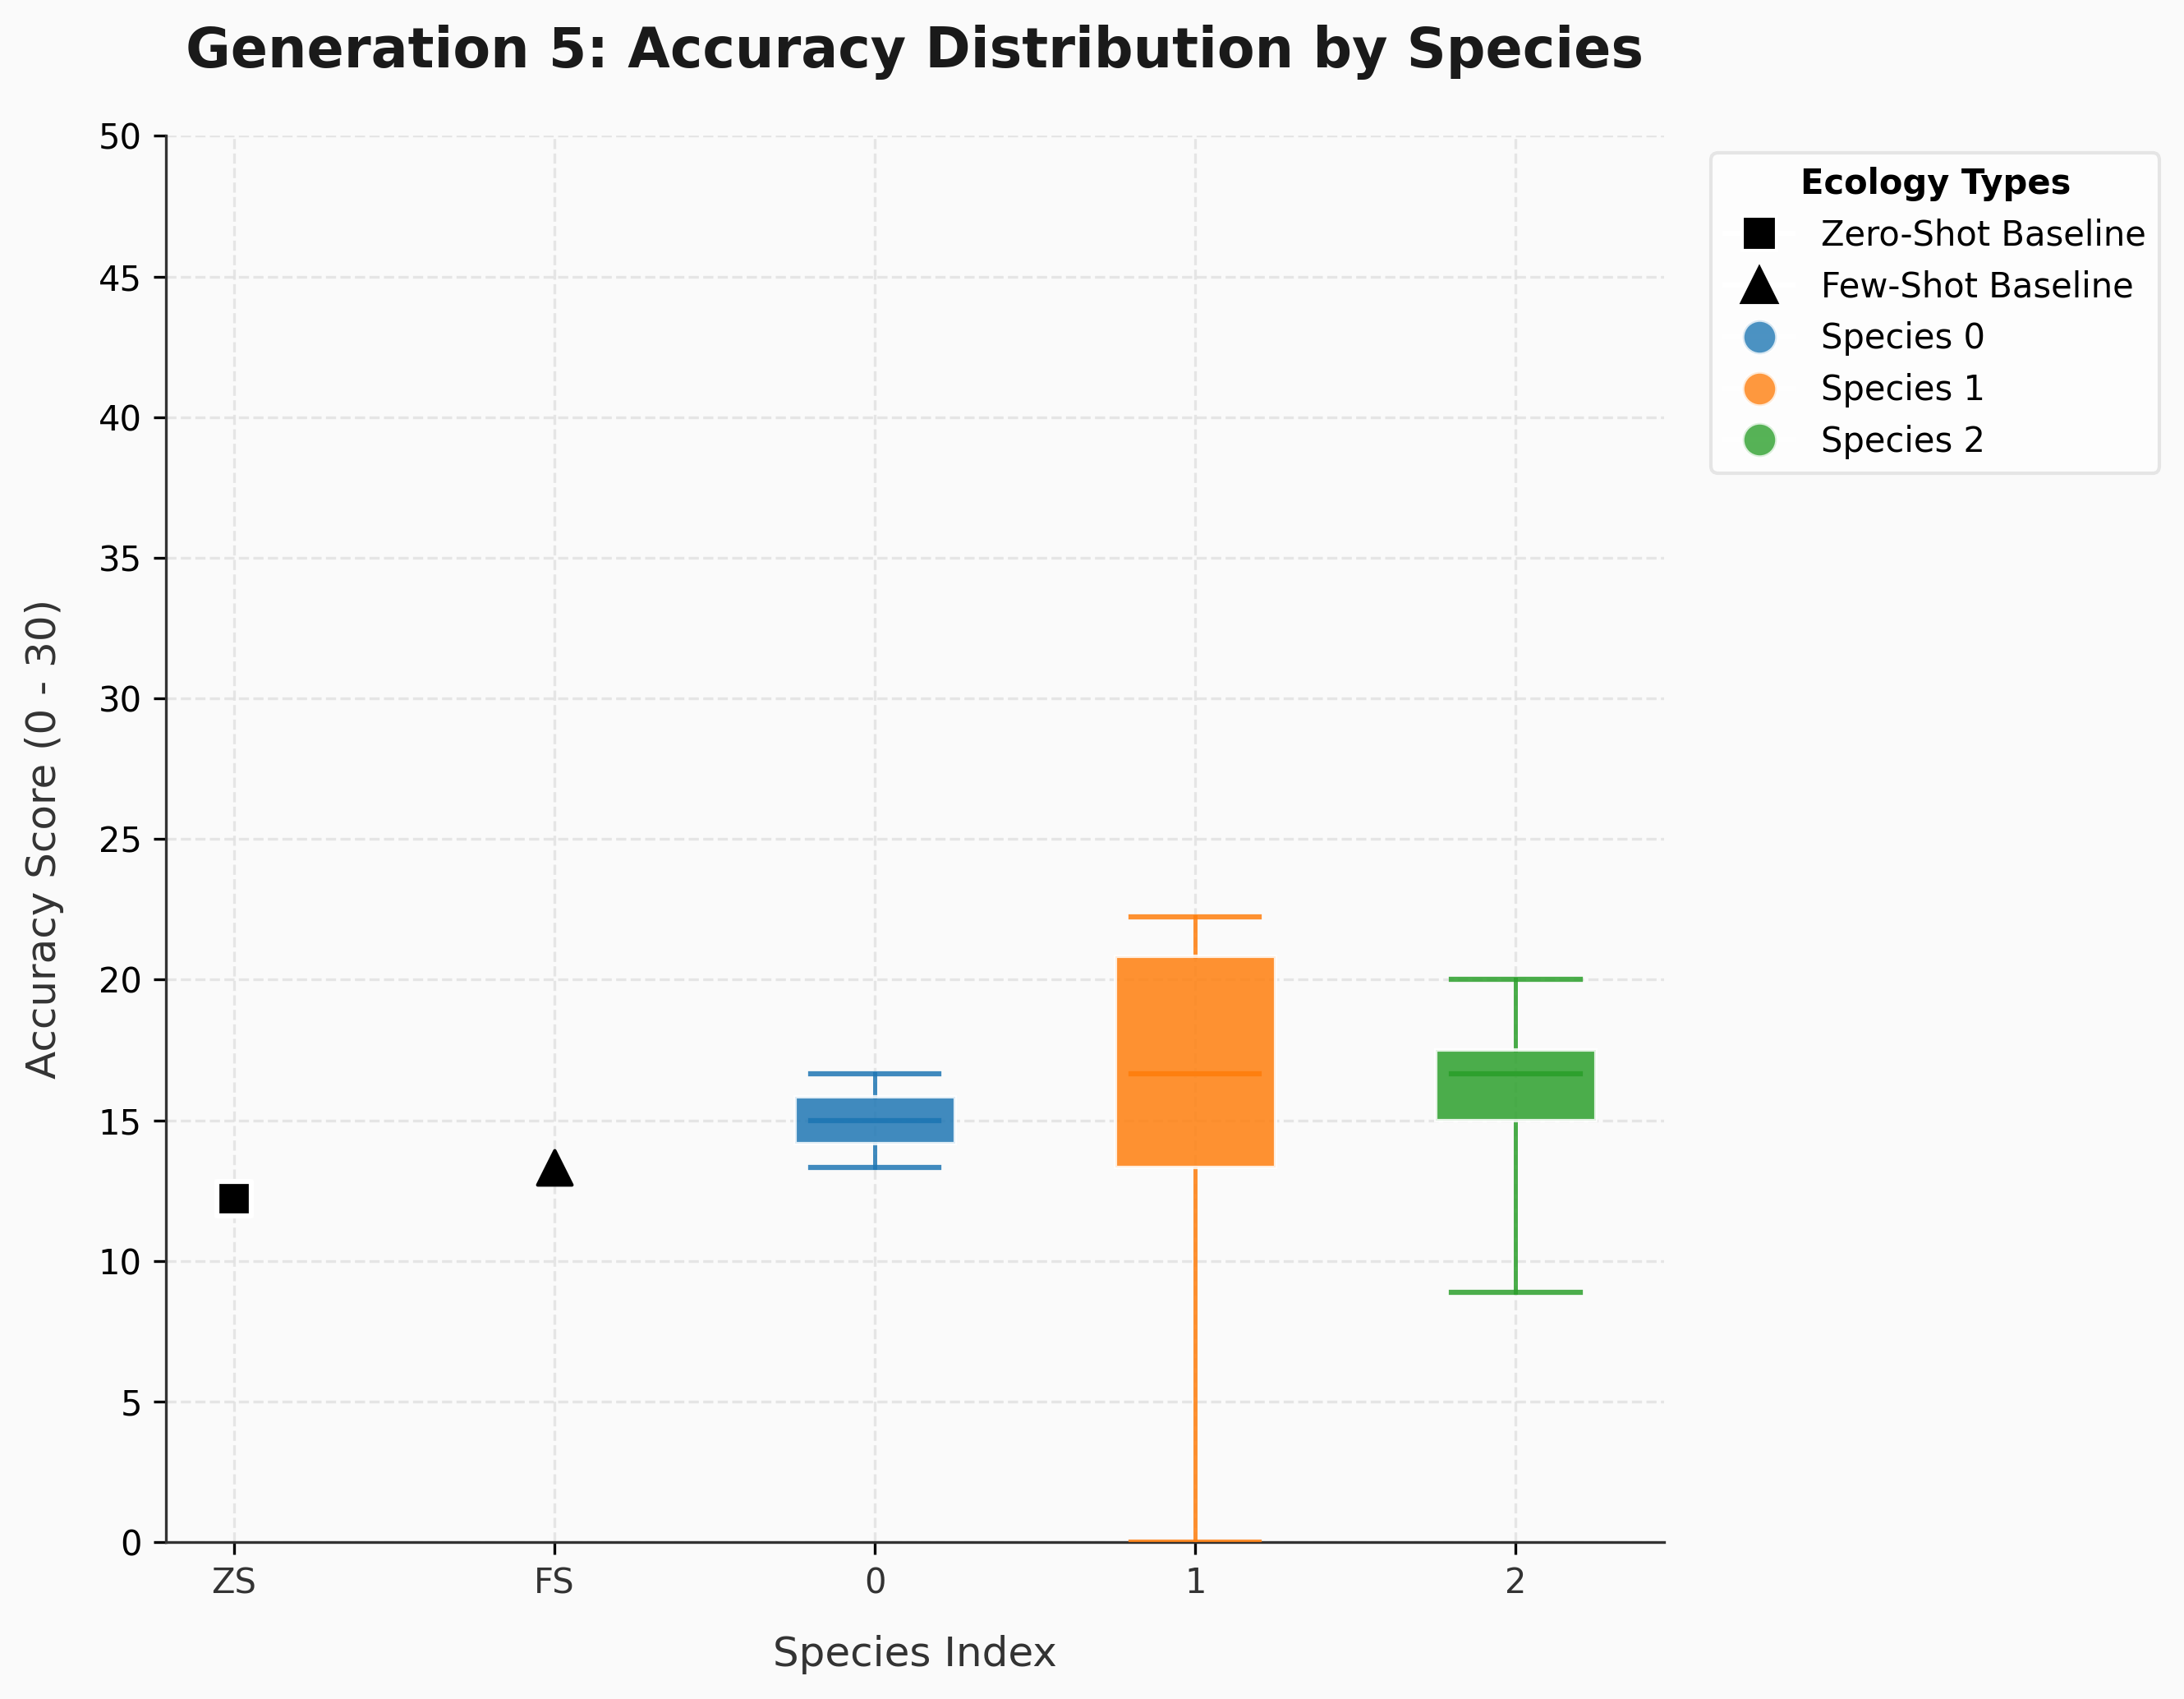 Generation 5: Accuracy Distribution by Species
50
45
40
35
30
25
20
15
10
5
0
Accuracy Score (0 - 30)
ZS
FS
0
1
2
Species Index
Ecology Types
Zero-Shot Baseline
Few-Shot Baseline
Species 0
Species 1
Species 2